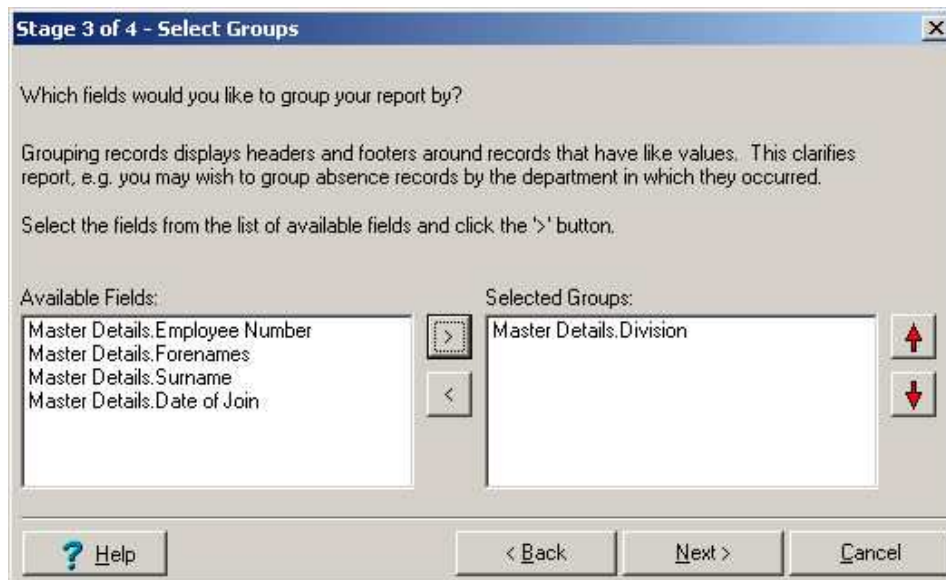 Stage 3 of 4 - Select Groups
Which fields would you like to group your report by?
Grouping records displays headers and footers around records that have like values. This clarifies
report, e.g. you may wish to group absence records by the department in which they occurred.
Select the fields from the list of available fields and click the '>' button.
Available Fields:
Selected Groups:
Master Details.Employee Number
Master Details.Forenames
Master Details.Surname
Master Details.Date of Join
>
<
Master Details.Division
? Help
< Back
Next >
Cancel